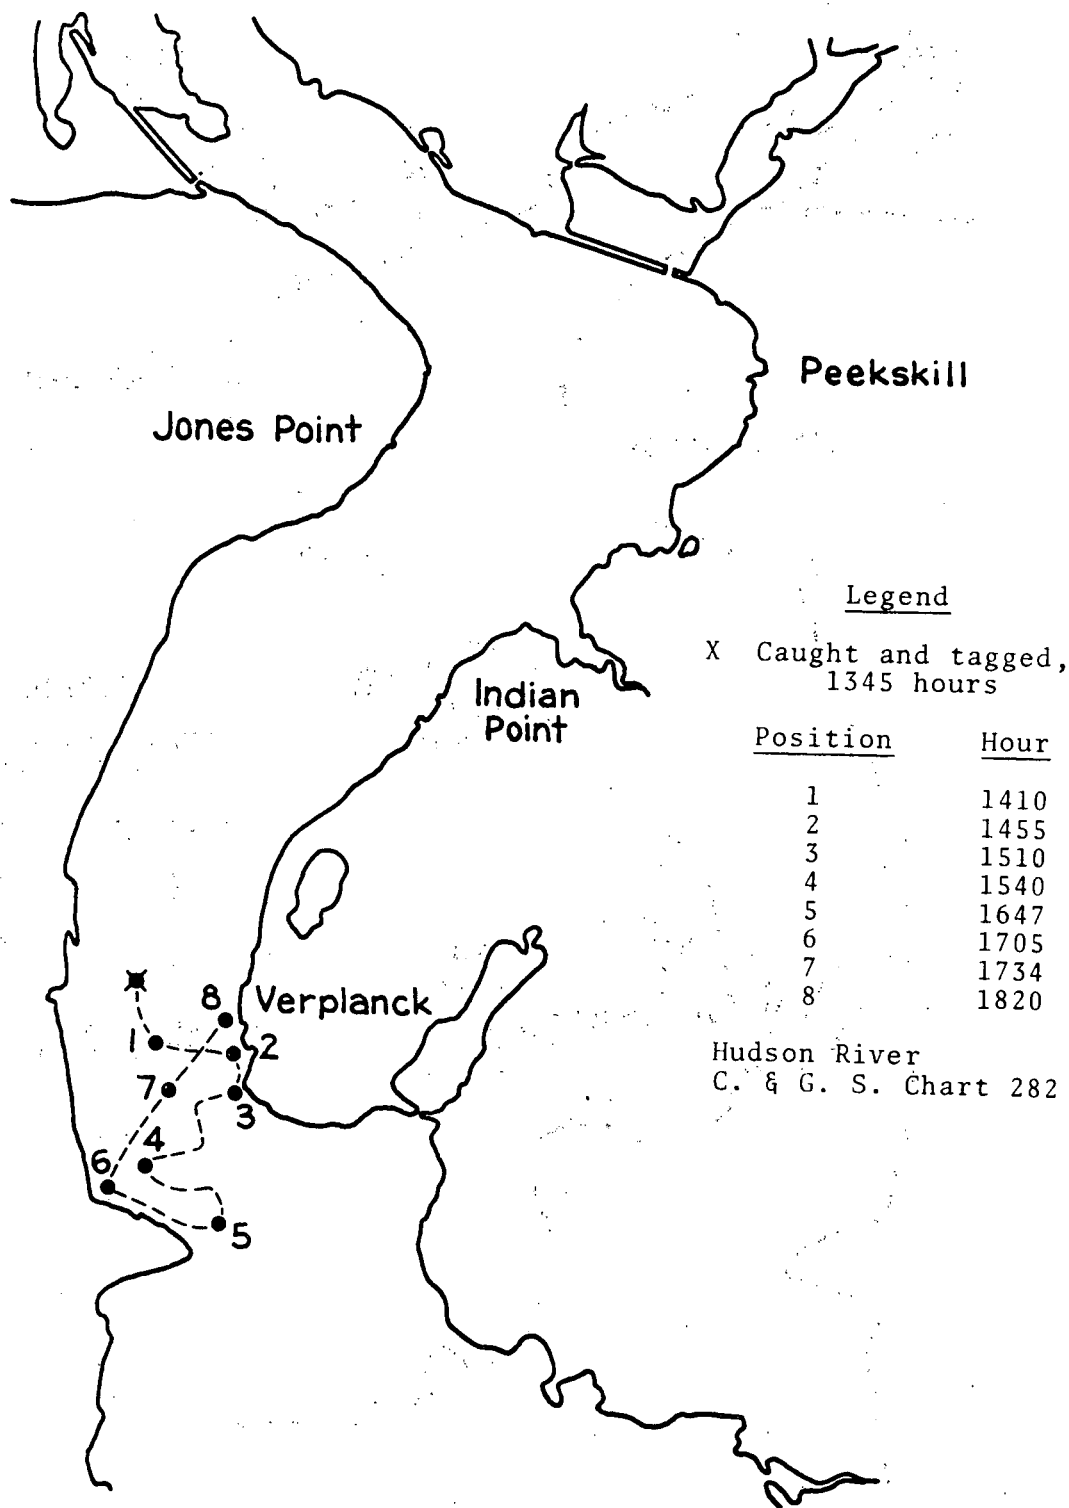 Peekskill
Jones Point
Legend
X Caught and tagged,
1345 hours
Indian
Point
Position Hour
1 1410
2 1455
3 1510
4 1540
5 1647
6 1705
7 1734
8 1820
Hudson River
C. & G. S. Chart 282
Verplanck
8
1
2
7
3
4
6
5